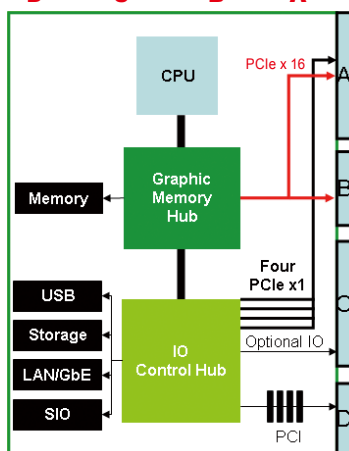 CPU
PCIe x 16
A
Graphic
Memory
Hub
Memory
B
USB
Storage
LAN/GbE
SIO
IO
Control Hub
Four
PCIe x1
Optional IO
C
PCI
D